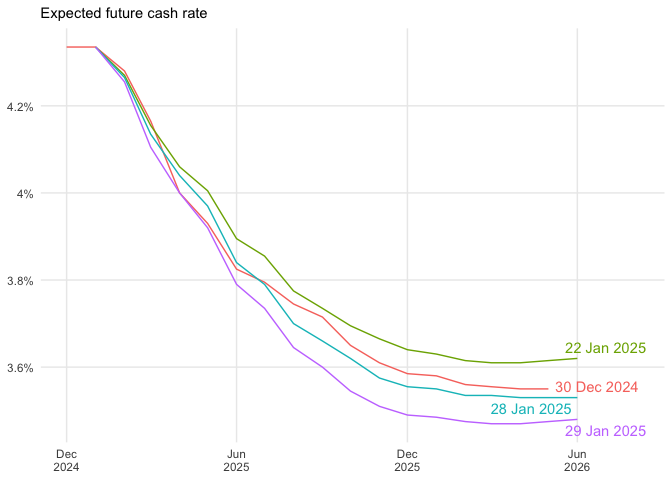 Expected future cash rate
4.2%
4%
3.8%
3.6%
22 Jan 2025
30 Dec 2024
28 Jan 2025
29 Jan 2025
Dec
2024
Jun
2025
Dec
2025
Jun
2026